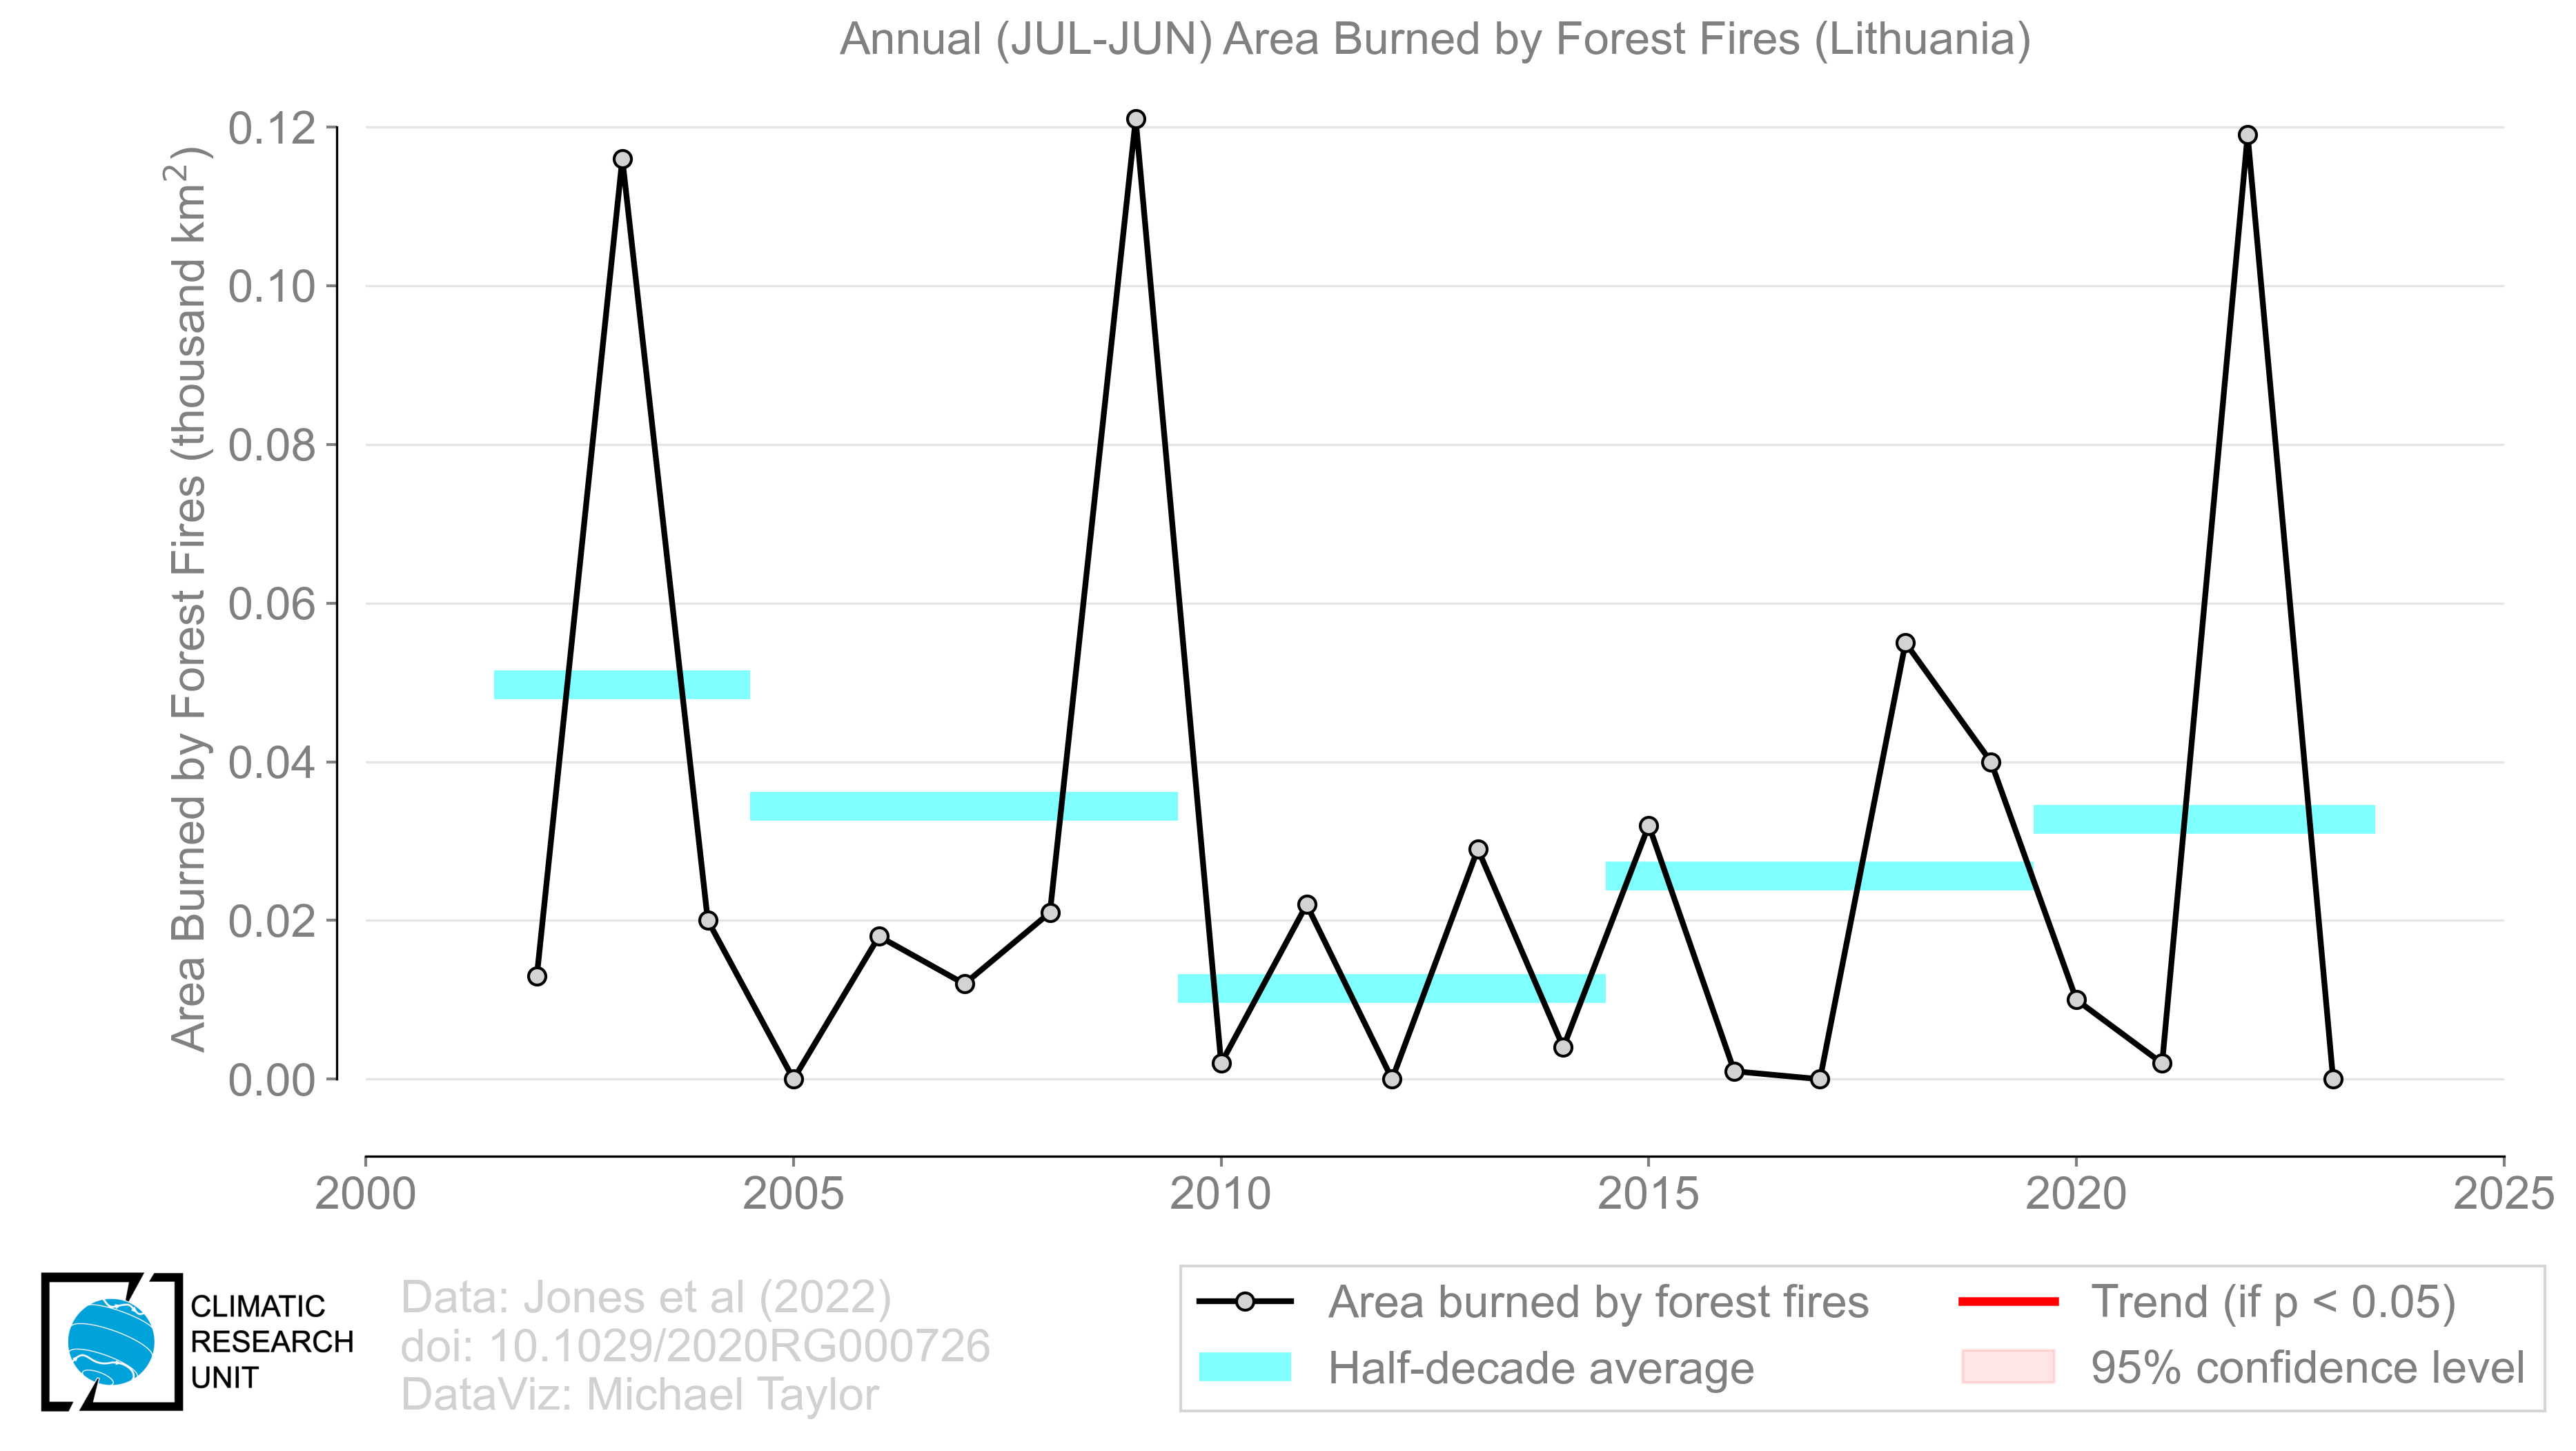 Annual (JUL-JUN) Area Burned by Forest Fires (Lithuania)
Area Burned by Forest Fires (thousand km²)
0.12
0.10
0.08
0.06
0.04
0.02
0.00
2000 2005 2010 2015 2020 2025
CLIMATIC
RESEARCH
UNIT
Data: Jones et al (2022)
doi: 10.1029/2020RG000726
DataViz: Michael Taylor
Area burned by forest fires
Half-decade average
Trend (if p < 0.05)
95% confidence level